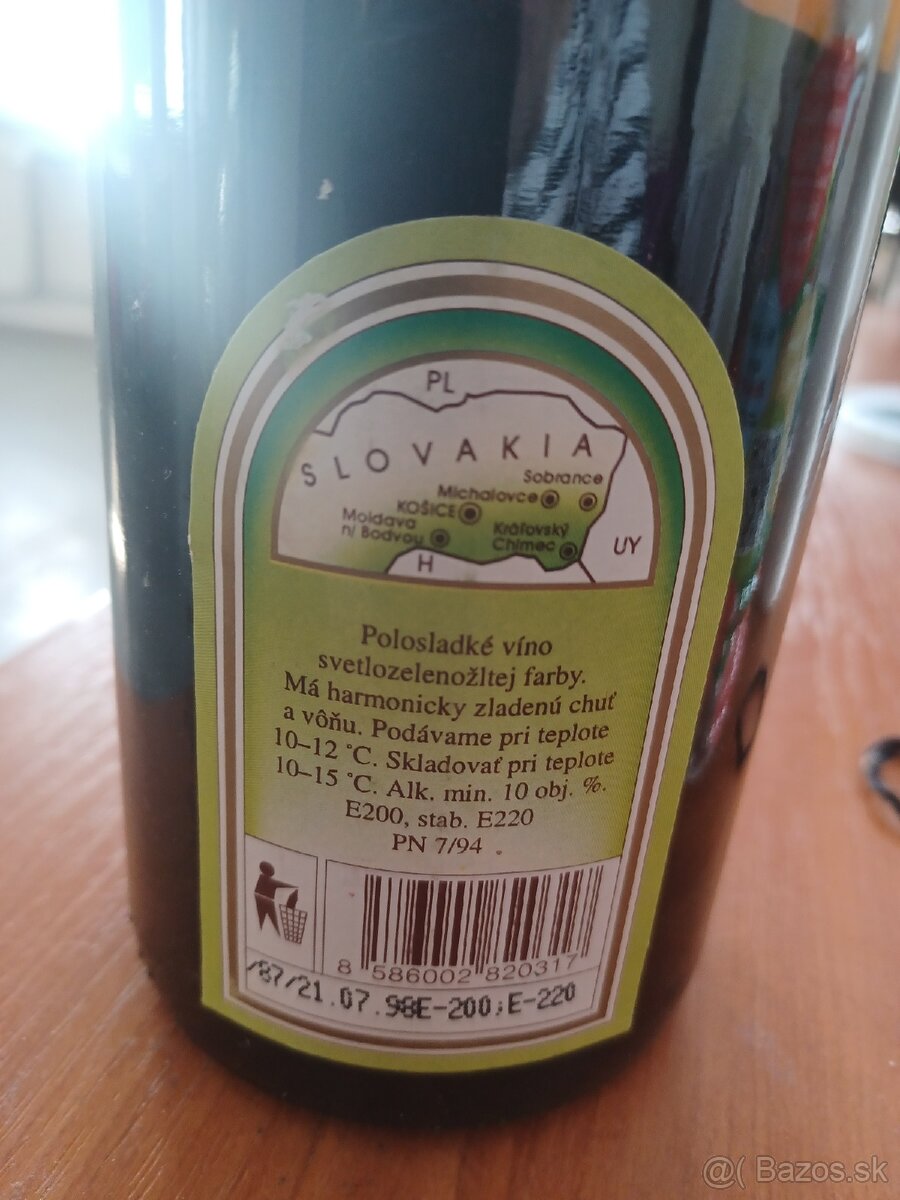 PL
SLOVAKIA
Sobrance
Michalovce
KOŠICE
Moldava
n/ Bodvou
Kráľovský
Chlmec
UY
H
Polosladké víno
svetlozelenožltej farby.
Má harmonicky zladenú chuť
a vôňu. Podávame pri teplote
10–12 °C. Skladovať pri teplote
10–15 °C. Alk. min. 10 obj. %.
E200, stab. E220
PN 7/94
8 586002 820317
/87/21.07.98E-200;E-220
@( Bazos.sk